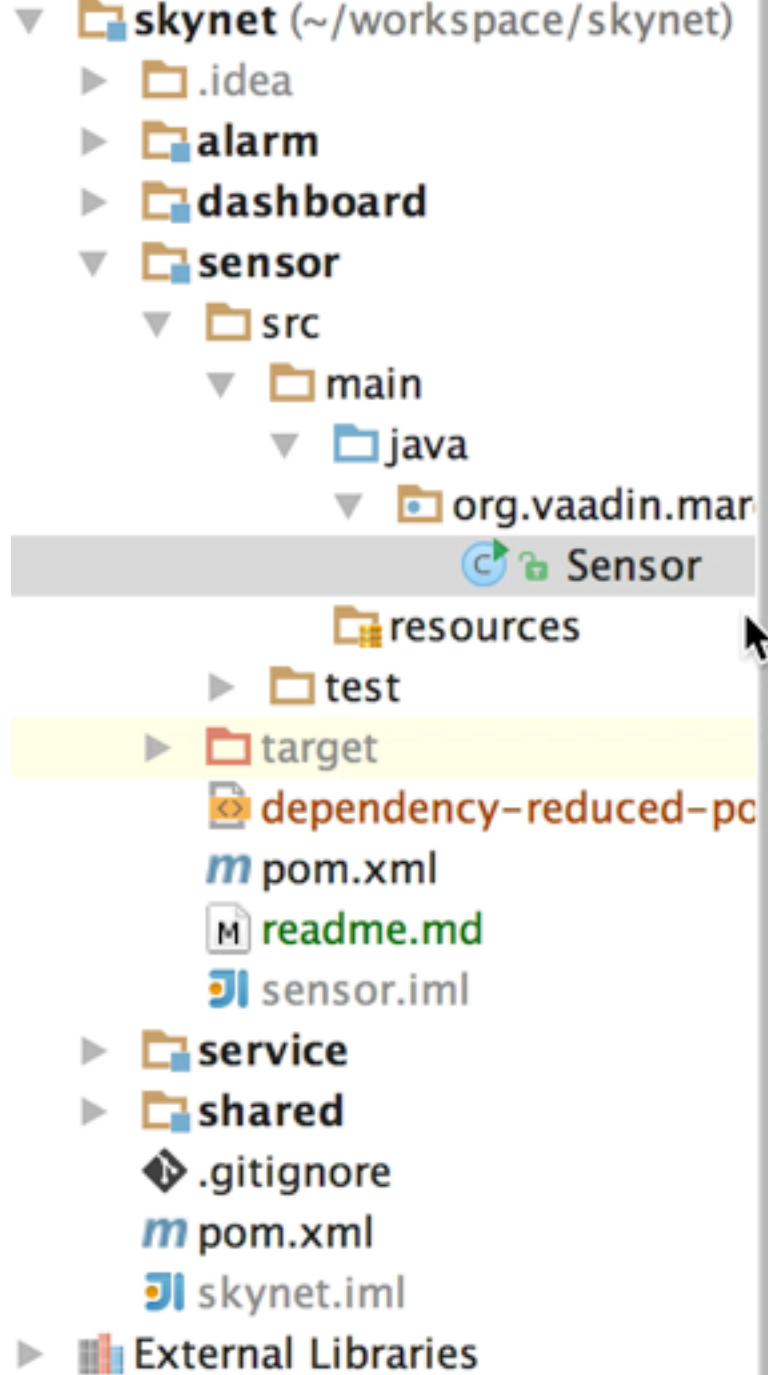 skynet (~/workspace/skynet)
.idea
alarm
dashboard
sensor
src
main
java
org.vaadin.mar
Sensor
resources
test
target
dependency-reduced-po
pom.xml
readme.md
sensor.iml
service
shared
.gitignore
pom.xml
skynet.iml
External Libraries